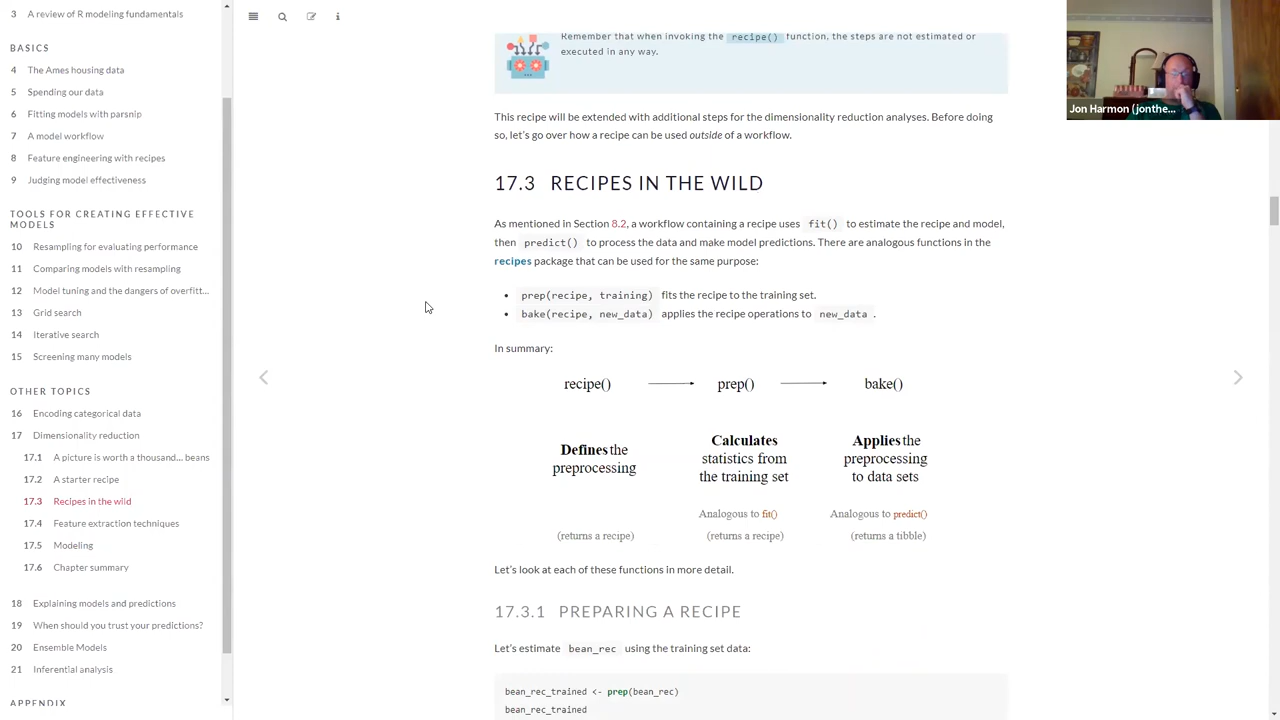 3 A review of R modeling fundamentals
BASICS
4 The Ames housing data
5 Spending our data
6 Fitting models with parsnip
7 A model workflow
8 Feature engineering with recipes
9 Judging model effectiveness
TOOLS FOR CREATING EFFECTIVE
MODELS
10 Resampling for evaluating performance
11 Comparing models with resampling
12 Model tuning and the dangers of overfitt...
13 Grid search
14 Iterative search
15 Screening many models
OTHER TOPICS
16 Encoding categorical data
17 Dimensionality reduction
17.1 A picture is worth a thousand... beans
17.2 A starter recipe
17.3 Recipes in the wild
17.4 Feature extraction techniques
17.5 Modeling
17.6 Chapter summary
18 Explaining models and predictions
19 When should you trust your predictions?
20 Ensemble Models
21 Inferential analysis
APPENDIX
Remember that when invoking the recipe() function, the steps are not estimated or
executed in any way.
This recipe will be extended with additional steps for the dimensionality reduction analyses. Before doing
so, let's go over how a recipe can be used outside of a workflow.
17.3 RECIPES IN THE WILD
As mentioned in Section 8.2, a workflow containing a recipe uses fit() to estimate the recipe and model,
then predict() to process the data and make model predictions. There are analogous functions in the
recipes package that can be used for the same purpose:
• prep(recipe, training) fits the recipe to the training set.
• bake(recipe, new_data) applies the recipe operations to new_data .
In summary:
recipe() prep() bake()
Defines the
preprocessing
Calculates
statistics from
the training set
Applies the
preprocessing
to data sets
Analogous to fit() Analogous to predict()
(returns a recipe) (returns a recipe) (returns a tibble)
Let's look at each of these functions in more detail.
17.3.1 PREPARING A RECIPE
Let's estimate bean_rec using the training set data:
bean_rec_trained <- prep(bean_rec)
bean_rec_trained
Jon Harmon (jonthe...